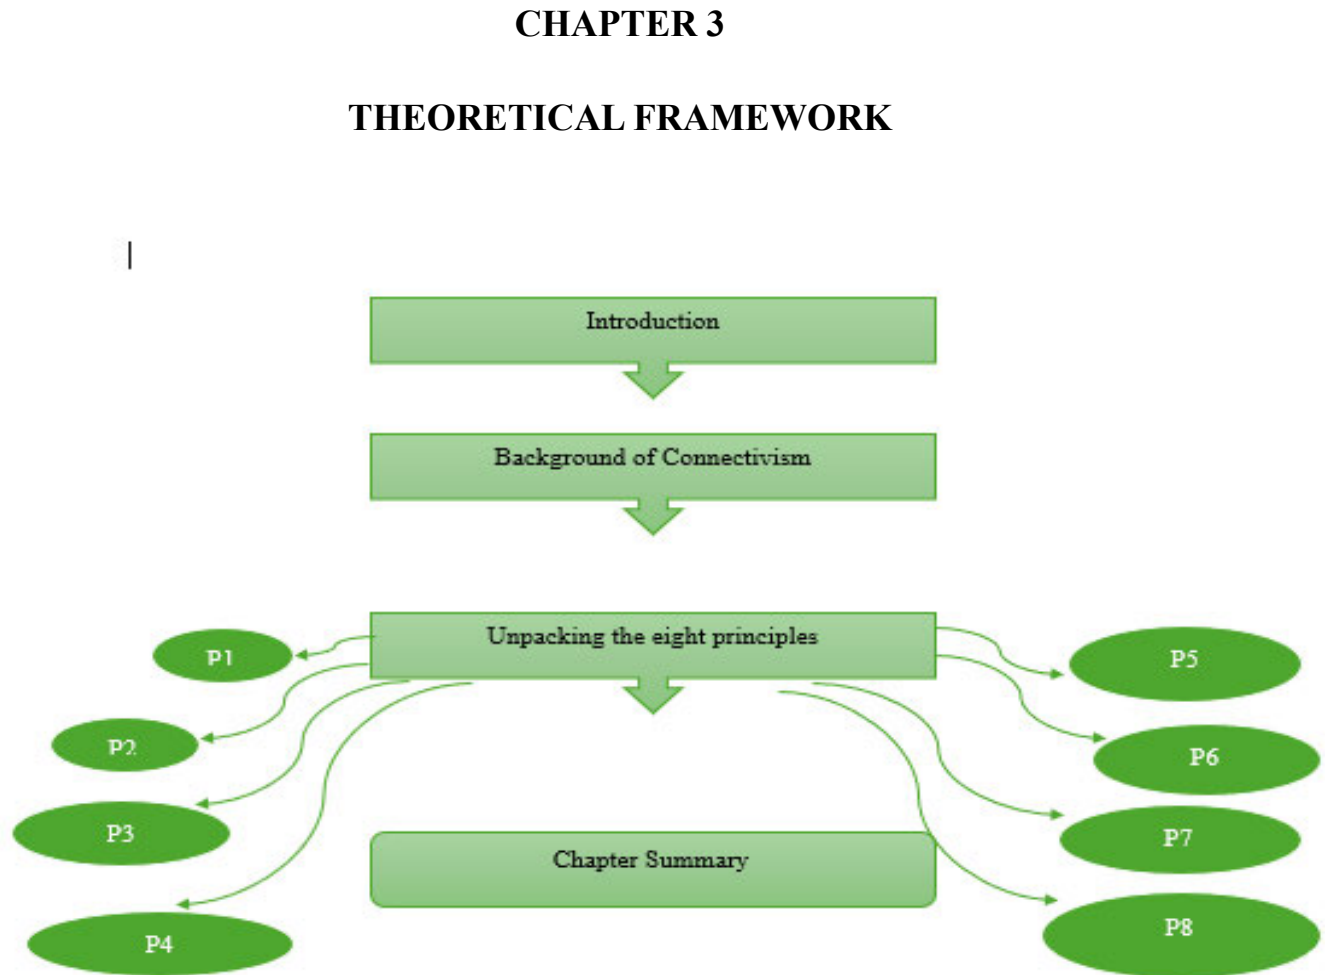 CHAPTER 3
THEORETICAL FRAMEWORK
Introduction
Background of Connectivism
Unpacking the eight principles
P1
P2
P3
P4
P5
P6
P7
P8
Chapter Summary